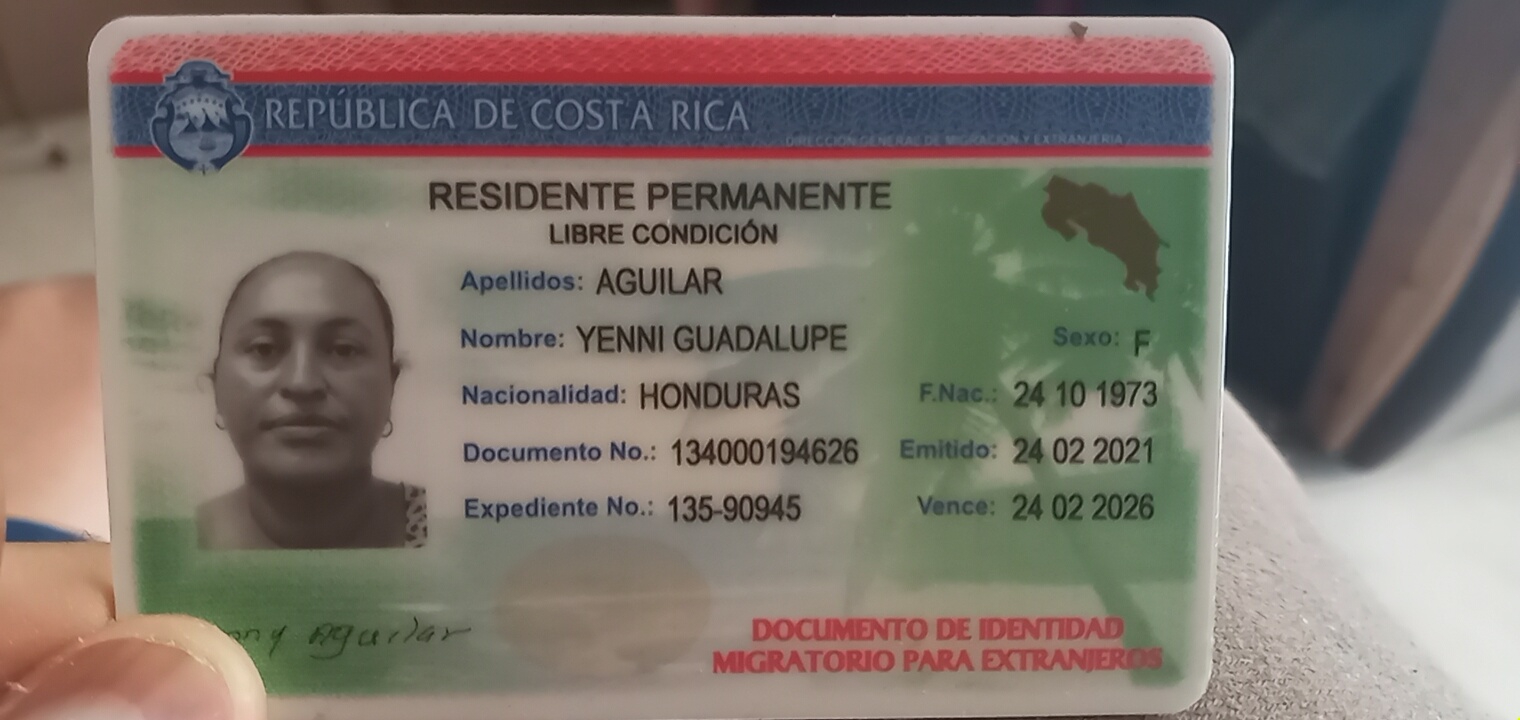 REPÚBLICA DE COSTA RICA
DIRECCIÓN GENERAL DE MIGRACIÓN Y EXTRANJERÍA
RESIDENTE PERMANENTE
LIBRE CONDICIÓN
Apellidos: AGUILAR
Nombre: YENNI GUADALUPE Sexo: F
Nacionalidad: HONDURAS F.Nac.: 24 10 1973
Documento No.: 134000194626 Emitido: 24 02 2021
Expediente No.: 135-90945 Vence: 24 02 2026
Aguilar
DOCUMENTO DE IDENTIDAD
MIGRATORIO PARA EXTRANJEROS